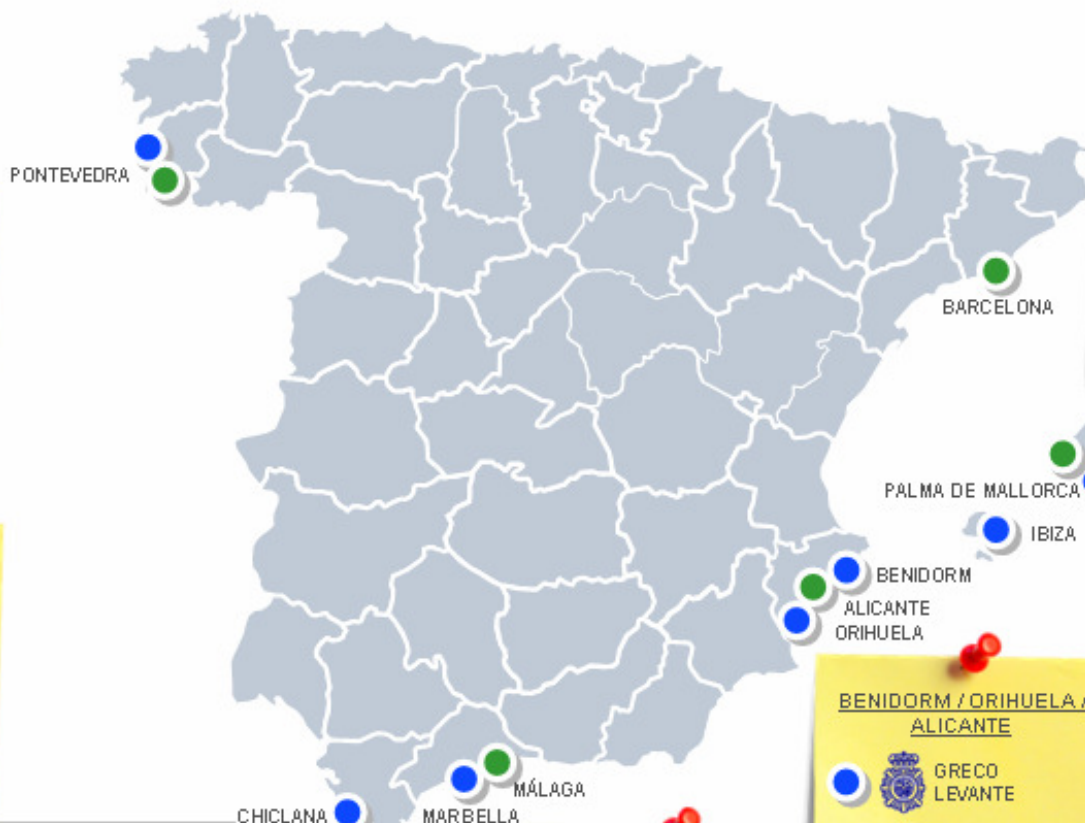 PONTEVEDRA
BARCELONA
PALMA DE MALLORCA
IBIZA
BENIDORM
ALICANTE
ORIHUELA
BENIDORM / ORIHUELA /
ALICANTE
GRECO
LEVANTE
MÁLAGA
MARBELLA
CHICLANA